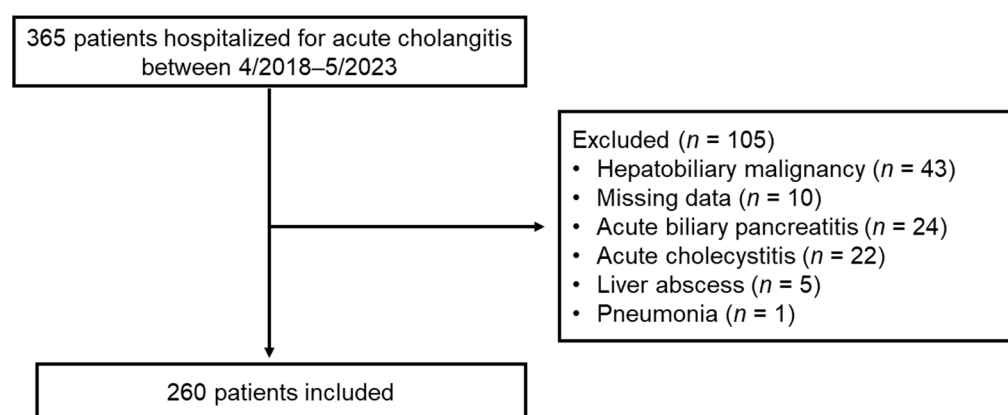 365 patients hospitalized for acute cholangitis
between 4/2018–5/2023
Excluded (n = 105)
• Hepatobiliary malignancy (n = 43)
• Missing data (n = 10)
• Acute biliary pancreatitis (n = 24)
• Acute cholecystitis (n = 22)
• Liver abscess (n = 5)
• Pneumonia (n = 1)
260 patients included